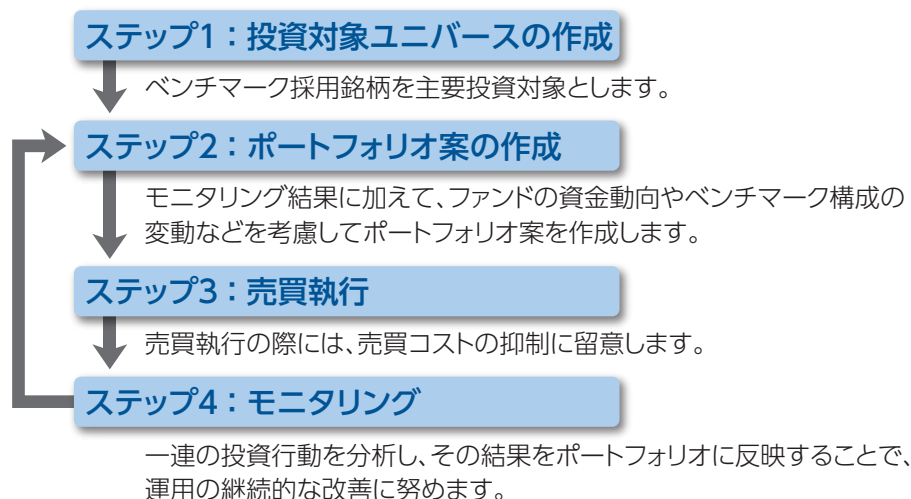 ステップ1：投資対象ユニバースの作成
ベンチマーク採用銘柄を主要投資対象とします。
ステップ2：ポートフォリオ案の作成
モニタリング結果に加えて、ファンドの資金動向やベンチマーク構成の
変動などを考慮してポートフォリオ案を作成します。
ステップ3：売買執行
売買執行の際には、売買コストの抑制に留意します。
ステップ4：モニタリング
一連の投資行動を分析し、その結果をポートフォリオに反映することで、
運用の継続的な改善に努めます。